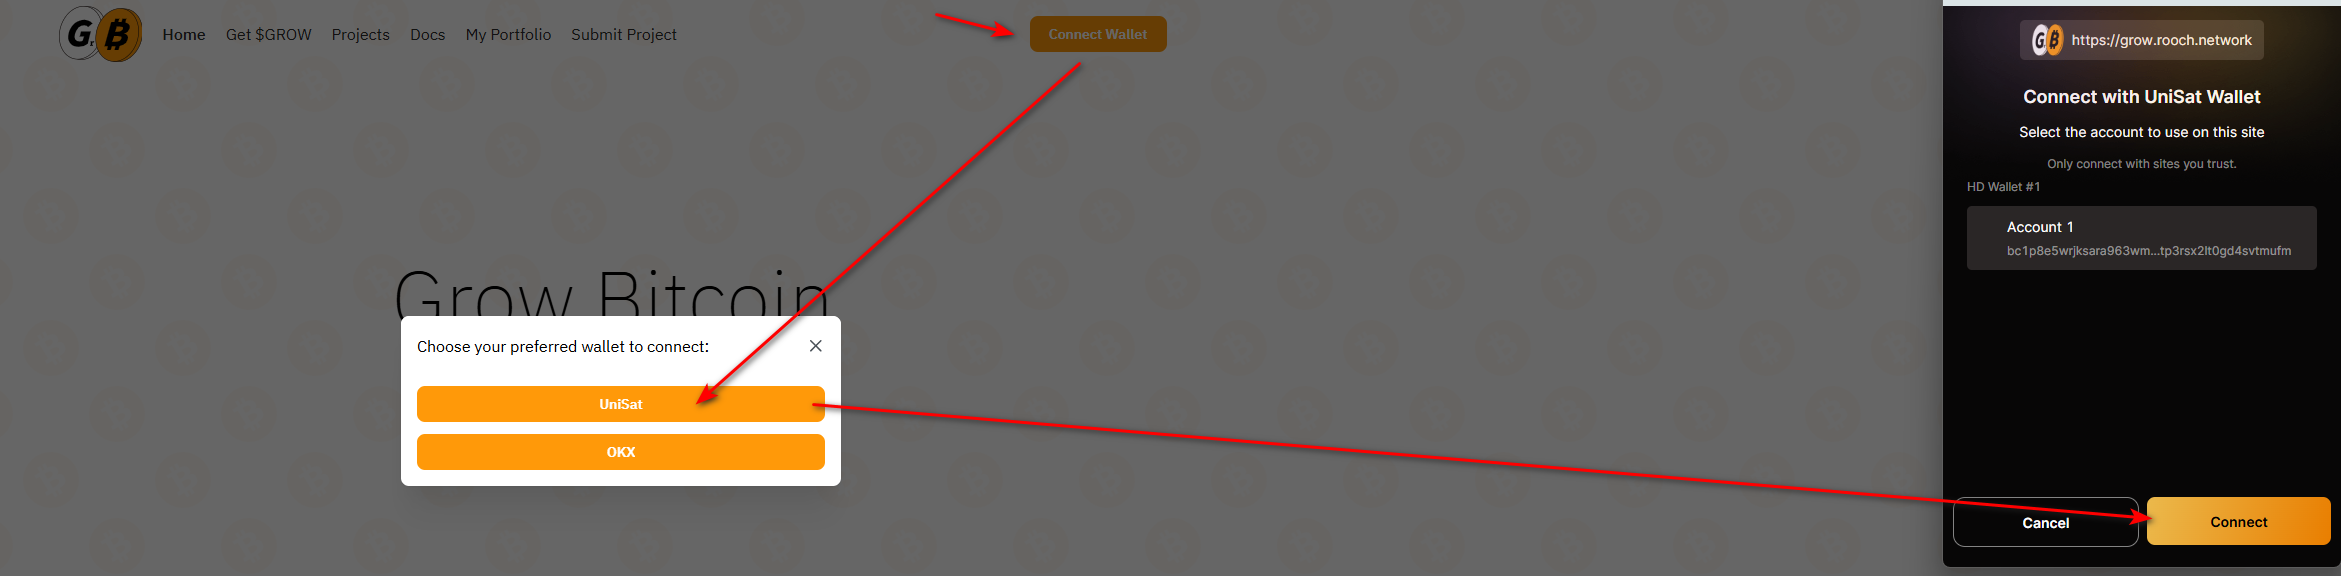 Gr₿
Home Get $GROW Projects Docs My Portfolio Submit Project
Connect Wallet
Grow Bitcoin
Choose your preferred wallet to connect:
UniSat
OKX
G₿ https://grow.rooch.network
Connect with UniSat Wallet
Select the account to use on this site
Only connect with sites you trust.
HD Wallet #1
Account 1
bc1p8e5wrjksara963wm...tp3rsx2lt0gd4svtmufm
Cancel Connect